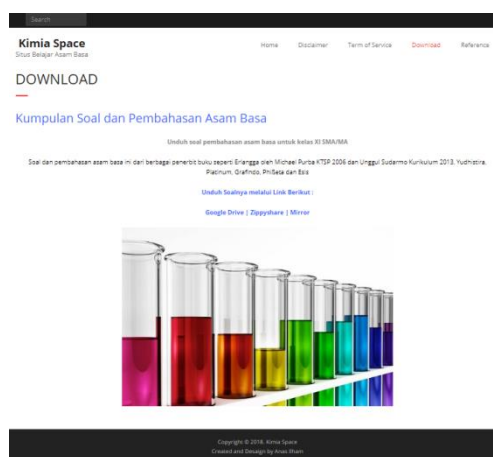 Search
Kimia Space
Situs Belajar Asam Basa
Home
Disclaimer
Term of Service
Download
Reference
DOWNLOAD
Kumpulan Soal dan Pembahasan Asam Basa
Unduh soal pembahasan asam basa untuk kelas XI SMA/MA
Soal dan pembahasan asam basa ini dari berbagai penerbit buku seperti Erlangga oleh Michael Purba KTSP 2006 dan Unggul Sudarmo Kurikulum 2013, Yudhistira,
Platinum, Grafindo, PhiBeta dan Esis
Unduh Soalnya melalui Link Berikut :
Google Drive | Zippyshare | Mirror
Copyright © 2018. Kimia Space
Created and Desaign by Anas Ilham